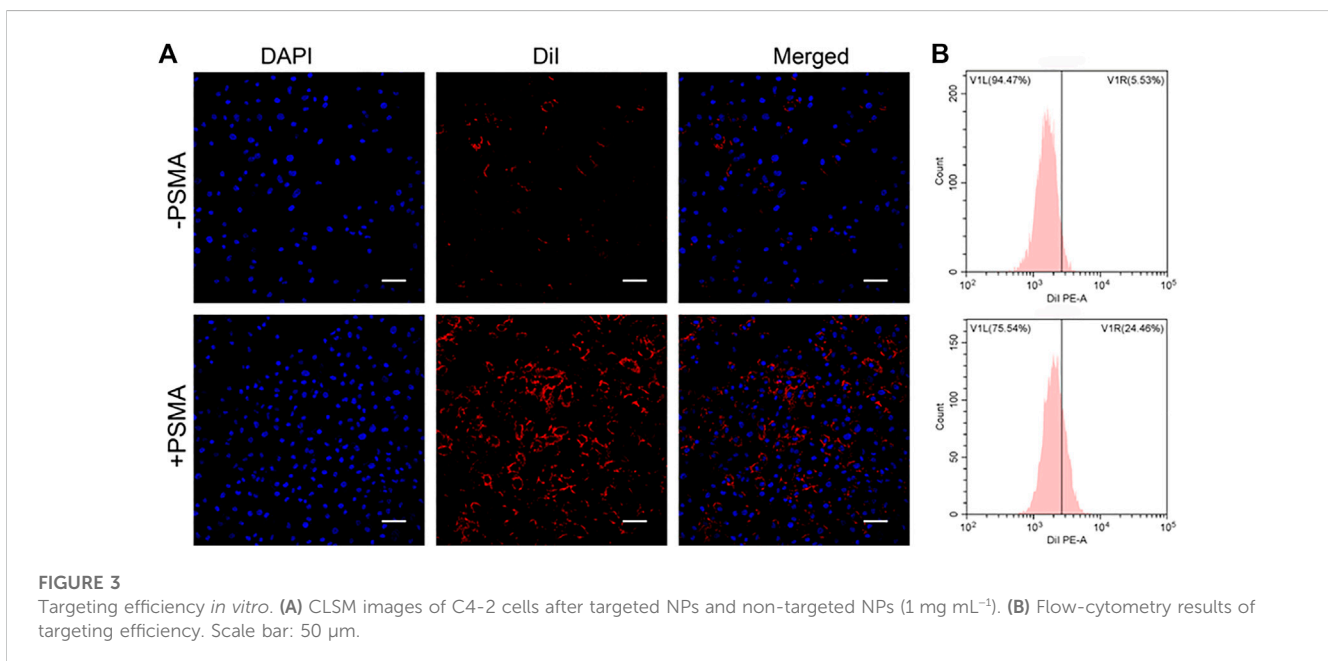 A
DAPI
DiI
Merged
-PSMA
+PSMA
B
V1L(94.47%)
V1R(5.53%)
Count
200
100
0
10²
10³
10⁴
10⁵
DiI PE-A
V1L(75.54%)
V1R(24.46%)
Count
150
100
50
0
10²
10³
10⁴
10⁵
DiI PE-A
FIGURE 3
Targeting efficiency in vitro. (A) CLSM images of C4-2 cells after targeted NPs and non-targeted NPs (1 mg mL⁻¹). (B) Flow-cytometry results of
targeting efficiency. Scale bar: 50 μm.